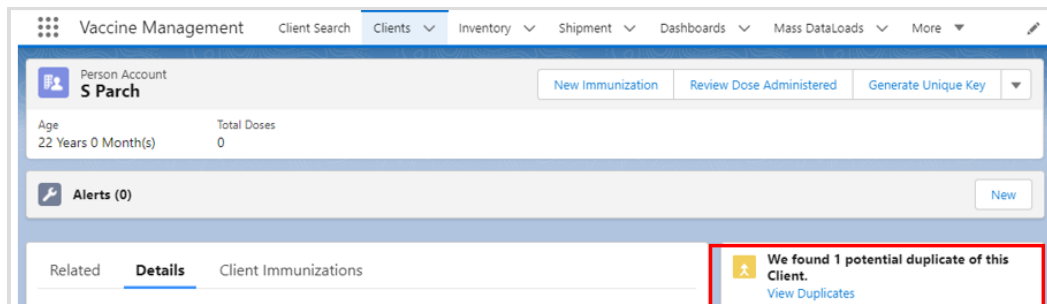 Vaccine Management Client Search Clients Inventory Shipment Dashboards Mass DataLoads More
Person Account
S Parch
New Immunization Review Dose Administered Generate Unique Key
Age Total Doses
22 Years 0 Month(s) 0
Alerts (0) New
Related Details Client Immunizations
We found 1 potential duplicate of this
Client.
View Duplicates